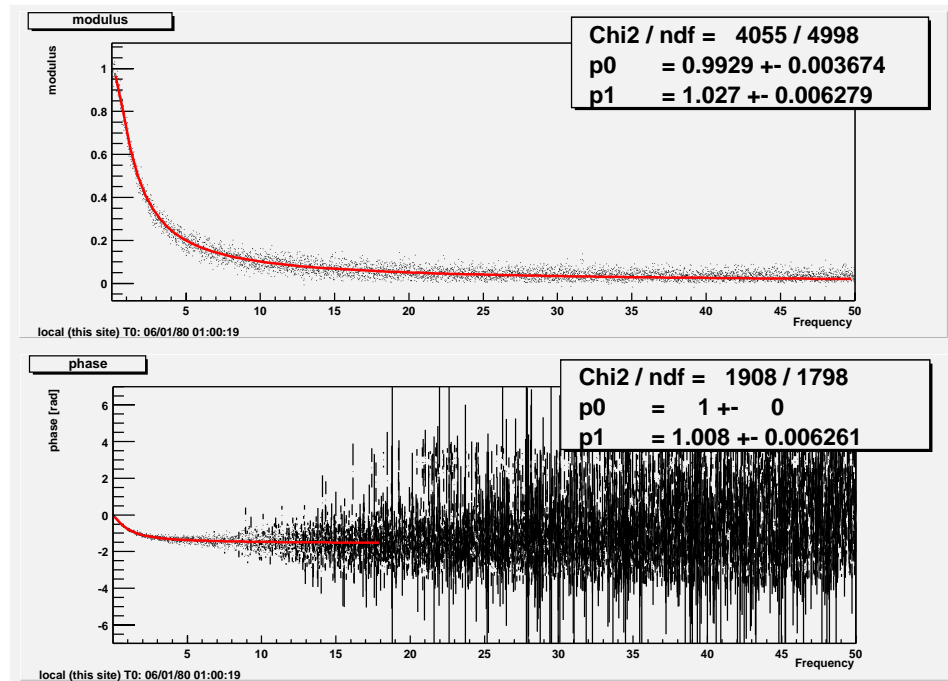 modulus
Chi2 / ndf = 4055 / 4998
p0 = 0.9929 +- 0.003674
p1 = 1.027 +- 0.006279
modulus
1
0.8
0.6
0.4
0.2
0
5 10 15 20 25 30 35 40 45 50
Frequency
local (this site) T0: 06/01/80 01:00:19
phase
Chi2 / ndf = 1908 / 1798
p0 = 1 +- 0
p1 = 1.008 +- 0.006261
phase [rad]
6
4
2
0
-2
-4
-6
5 10 15 20 25 30 35 40 45 50
Frequency
local (this site) T0: 06/01/80 01:00:19